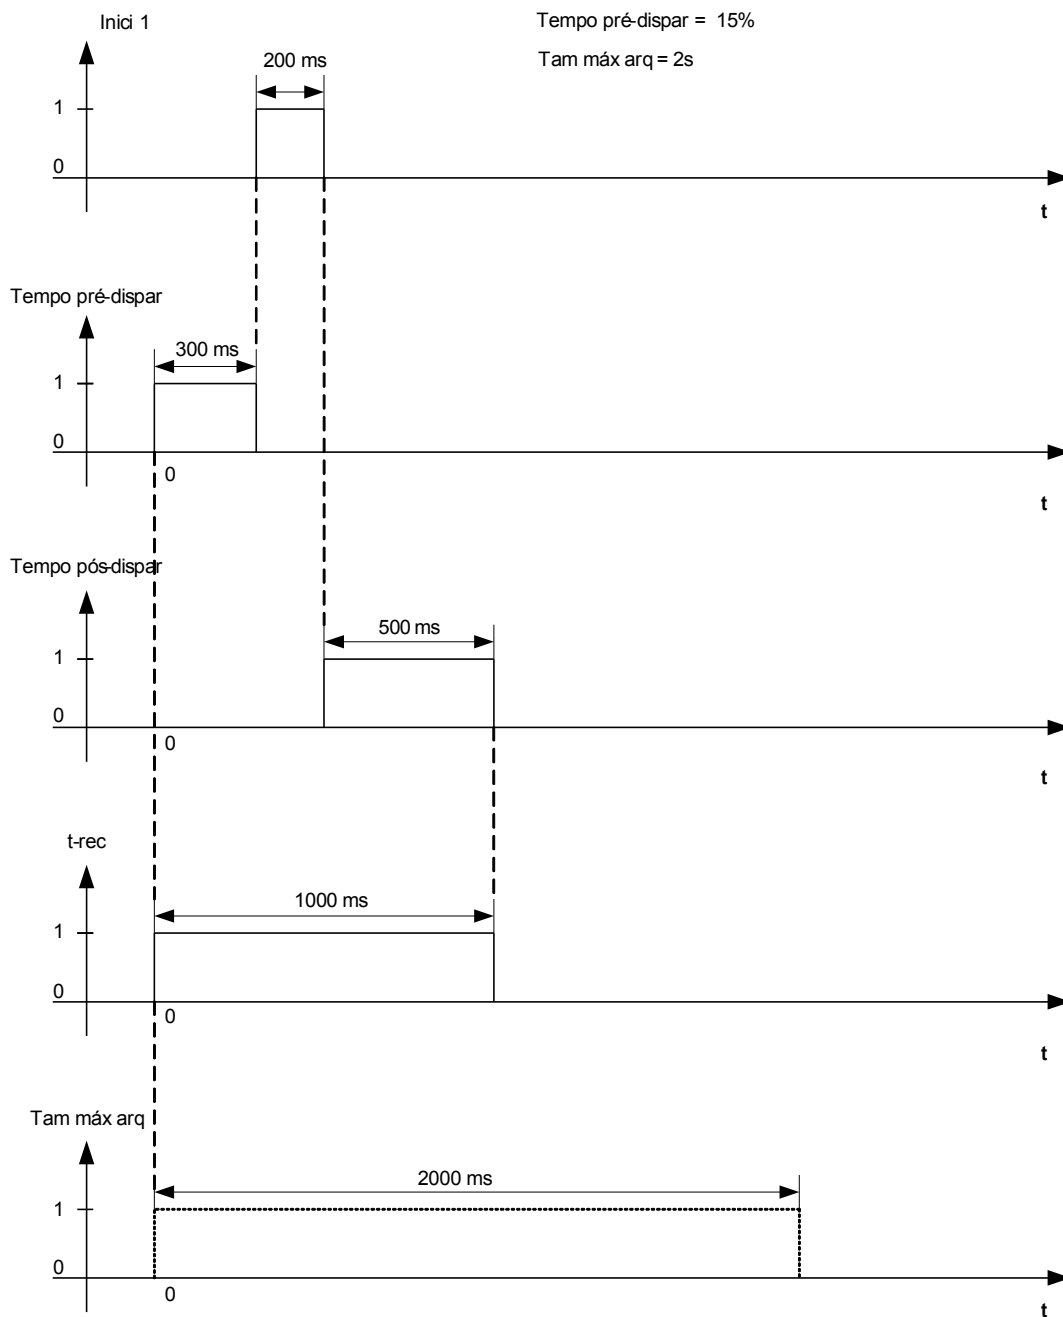 Inici 1
Tempo pré-dispar = 15%
Tam máx arq = 2s
200 ms
1
0
t
Tempo pré-dispar
300 ms
1
0
0
t
Tempo pós-dispar
500 ms
1
0
0
t
t-rec
1000 ms
1
0
0
t
Tam máx arq
2000 ms
1
0
0
t